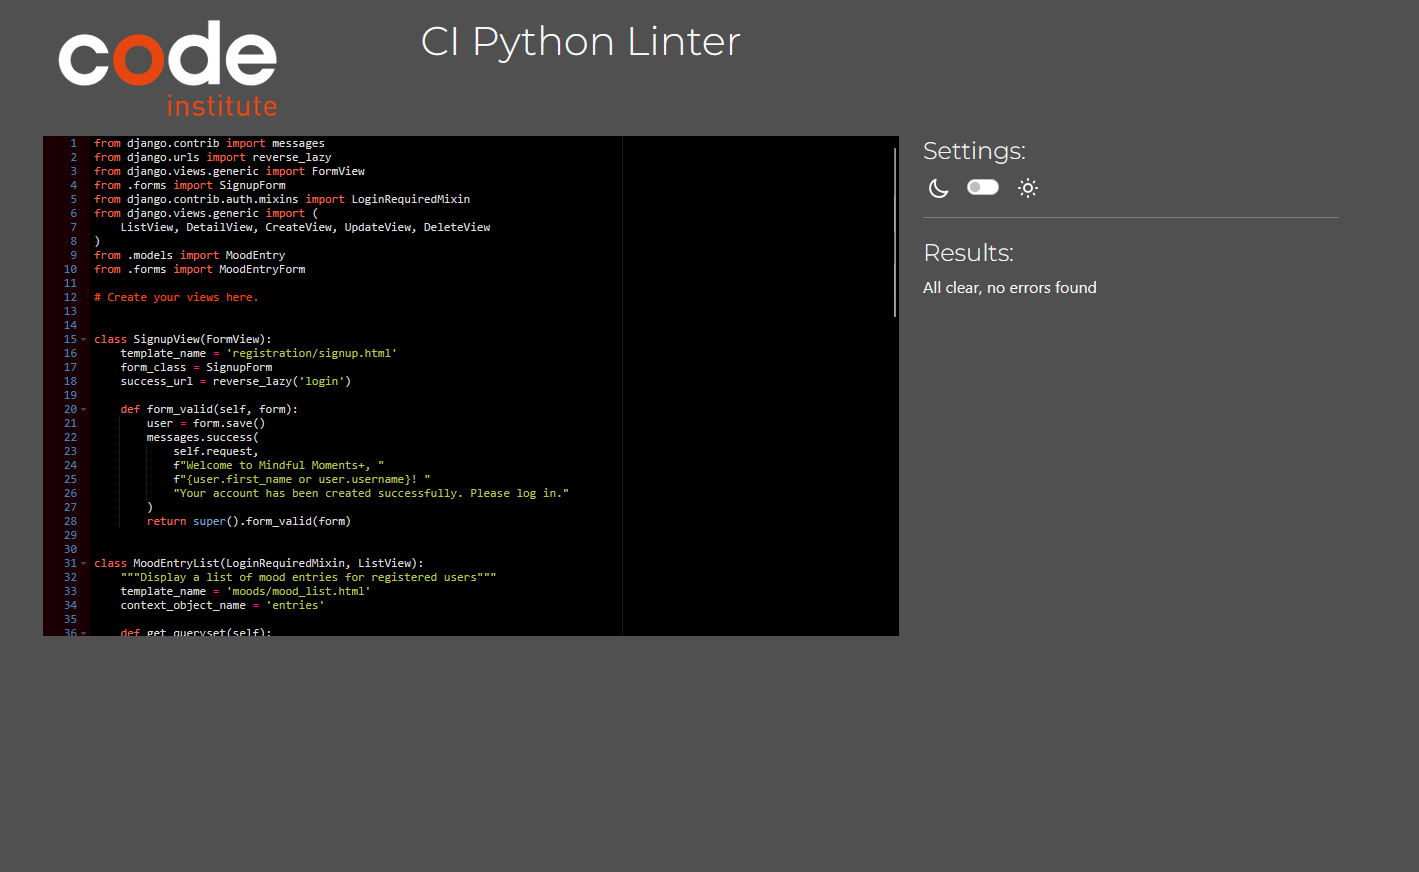 code
institute
CI Python Linter
1 from django.contrib import messages
2 from django.urls import reverse_lazy
3 from django.views.generic import FormView
4 from .forms import SignupForm
5 from django.contrib.auth.mixins import LoginRequiredMixin
6 from django.views.generic import (
7     ListView, DetailView, CreateView, UpdateView, DeleteView
8 )
9 from .models import MoodEntry
10 from .forms import MoodEntryForm
11
12 # Create your views here.
13
14
15 class SignupView(FormView):
16     template_name = 'registration/signup.html'
17     form_class = SignupForm
18     success_url = reverse_lazy('login')
19
20     def form_valid(self, form):
21         user = form.save()
22         messages.success(
23             self.request,
24             f"Welcome to Mindful Moments+, "
25             f"{user.first_name or user.username}! "
26             "Your account has been created successfully. Please log in."
27         )
28         return super().form_valid(form)
29
30
31 class MoodEntryList(LoginRequiredMixin, ListView):
32     """Display a list of mood entries for registered users"""
33     template_name = 'moods/mood_list.html'
34     context_object_name = 'entries'
35
36     def get_queryset(self):
Settings:
Results:
All clear, no errors found